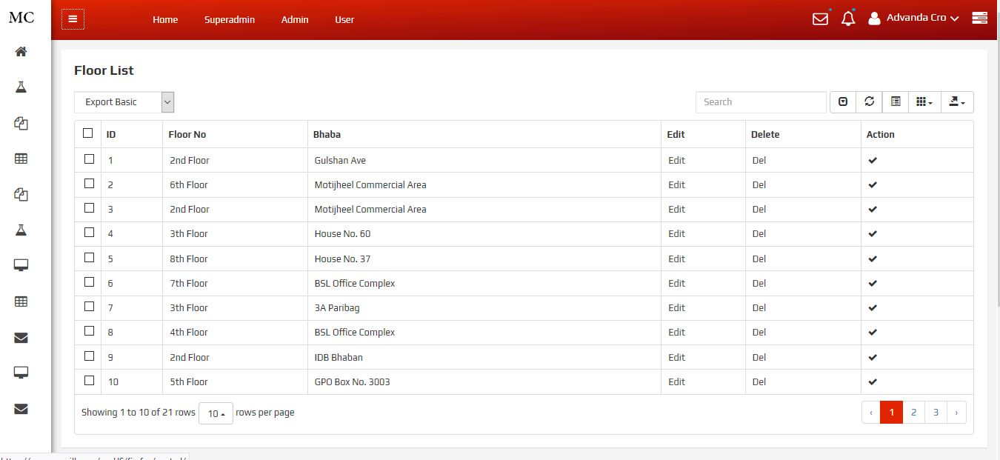 MC
Home Superadmin Admin User Advanda Cro
Floor List
Export Basic Search
ID Floor No Bhaba Edit Delete Action
1 2nd Floor Gulshan Ave Edit Del
2 6th Floor Motijheel Commercial Area Edit Del
3 2nd Floor Motijheel Commercial Area Edit Del
4 3th Floor House No. 60 Edit Del
5 8th Floor House No. 37 Edit Del
6 7th Floor BSL Office Complex Edit Del
7 3th Floor 3A Paribag Edit Del
8 4th Floor BSL Office Complex Edit Del
9 2nd Floor IDB Bhaban Edit Del
10 5th Floor GPO Box No. 3003 Edit Del
Showing 1 to 10 of 21 rows 10 rows per page ‹ 1 2 3 ›